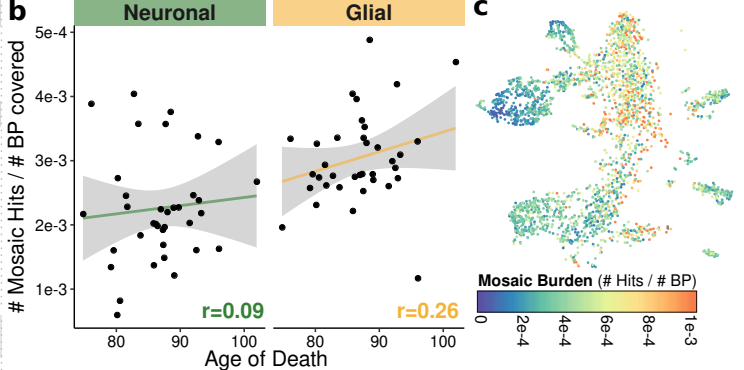 b
Neuronal
Glial
c
# Mosaic Hits / # BP covered
5e-4
4e-3
3e-3
2e-3
1e-3
r=0.09
r=0.26
80
90
100
80
90
100
Age of Death
Mosaic Burden (# Hits / # BP)
0
2e-4
4e-4
6e-4
8e-4
1e-3